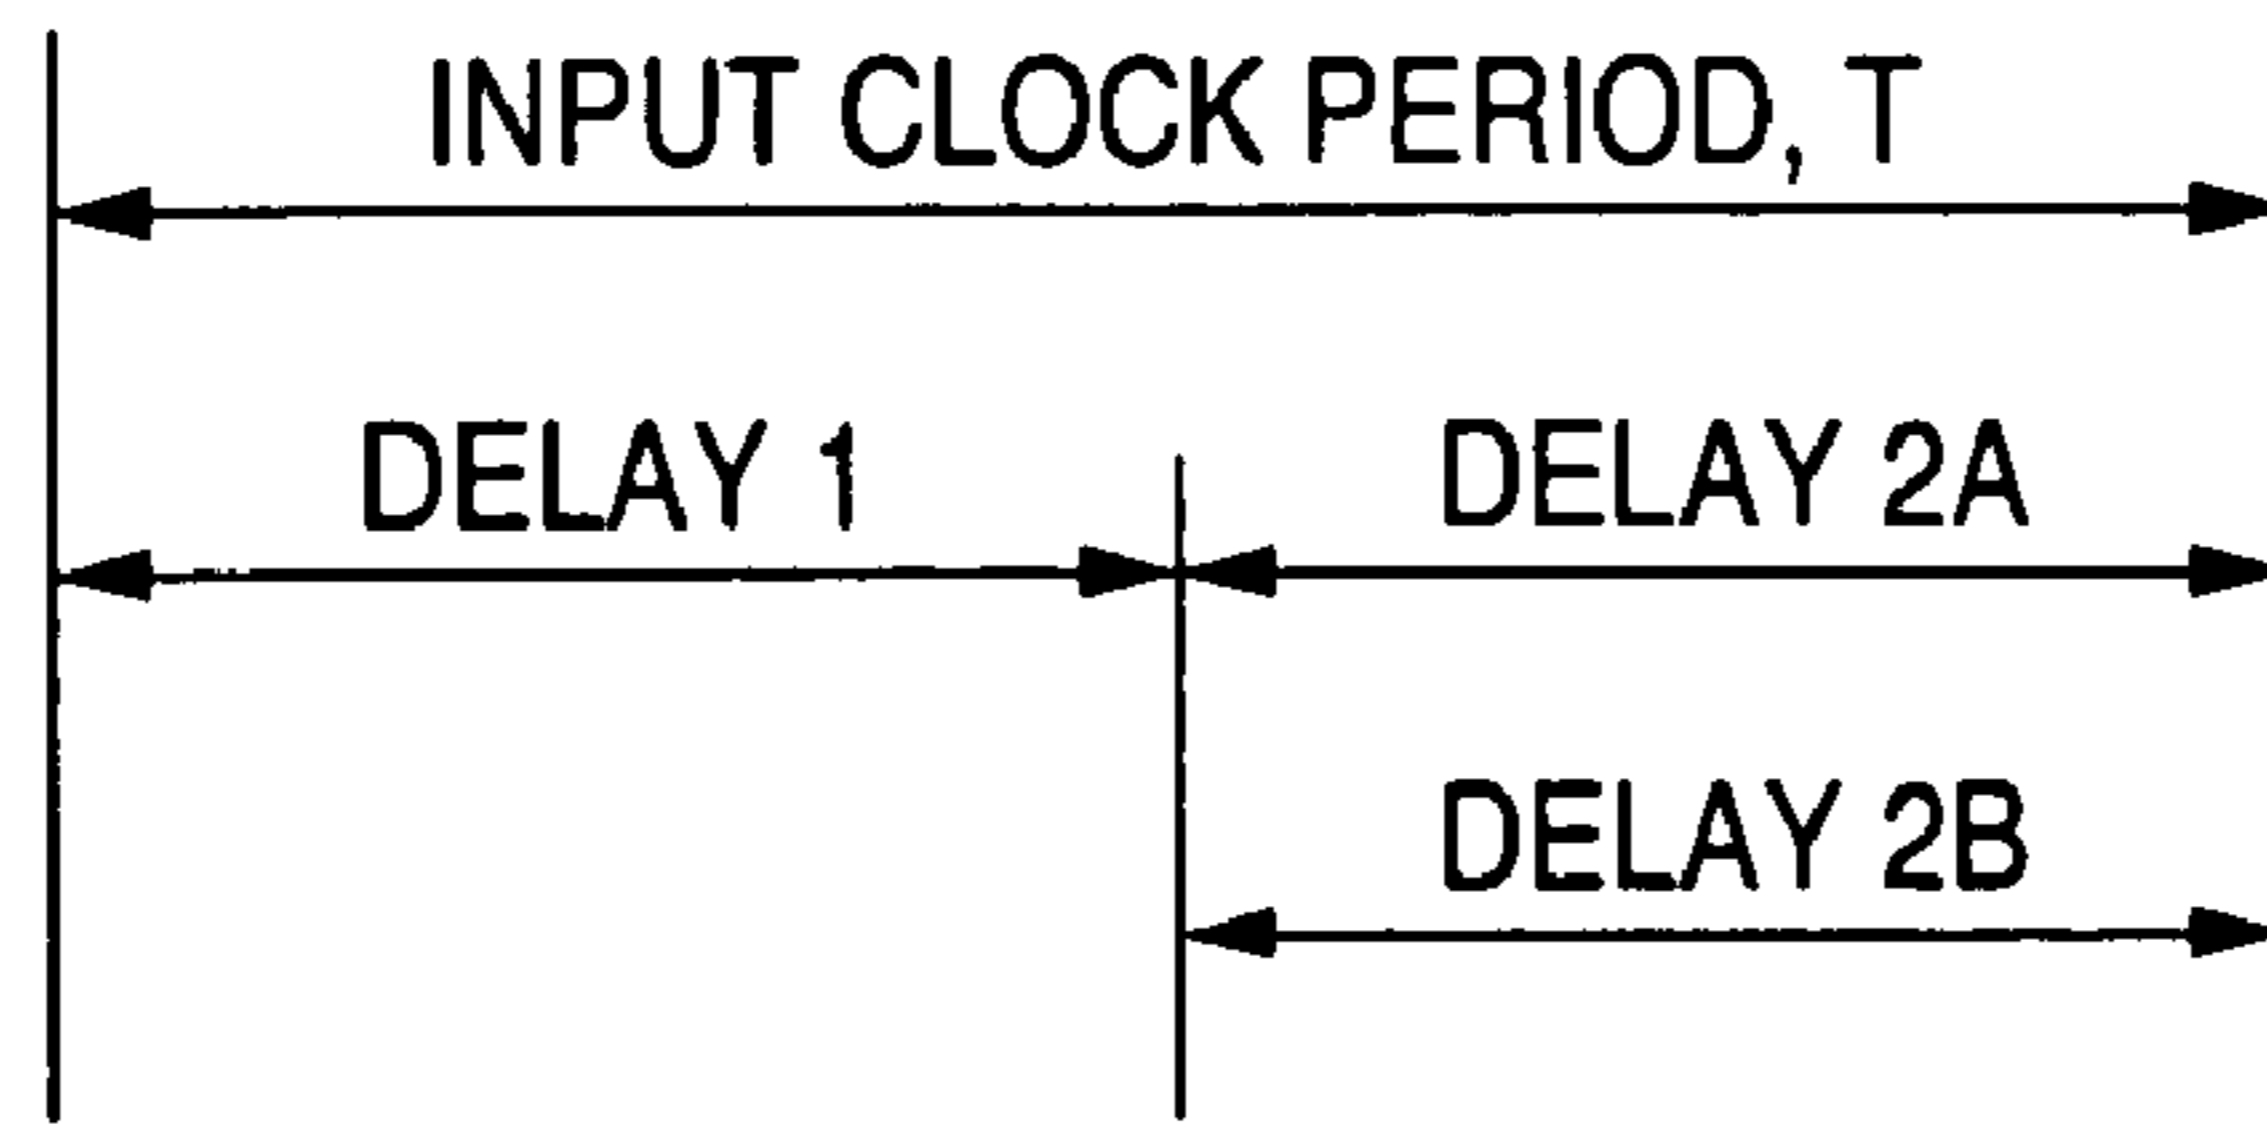 INPUT CLOCK PERIOD, T
DELAY 1
DELAY 2A
DELAY 2B